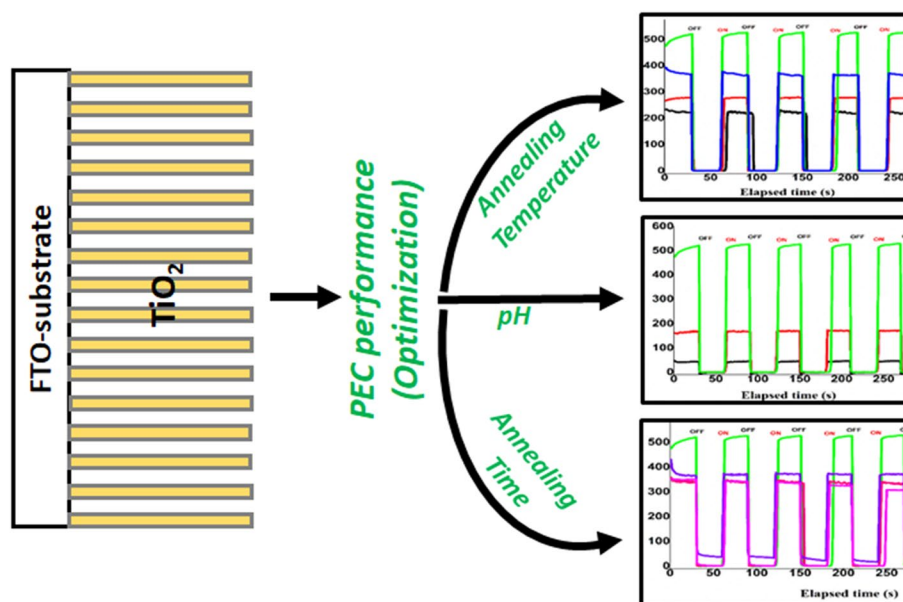 FTO-substrate
TiO2
PEC performance
(Optimization)
Annealing
Temperature
pH
Annealing
Time
OFF ON OFF ON OFF ON OFF ON
500
400
300
200
100
0
0 50 100 150 200 250
Elapsed time (s)
OFF ON OFF ON OFF ON OFF ON
600
500
400
300
200
100
0
0 50 100 150 200 250
Elapsed time (s)
OFF ON OFF ON OFF ON OFF ON
500
400
300
200
100
0
0 50 100 150 200 250
Elapsed time (s)